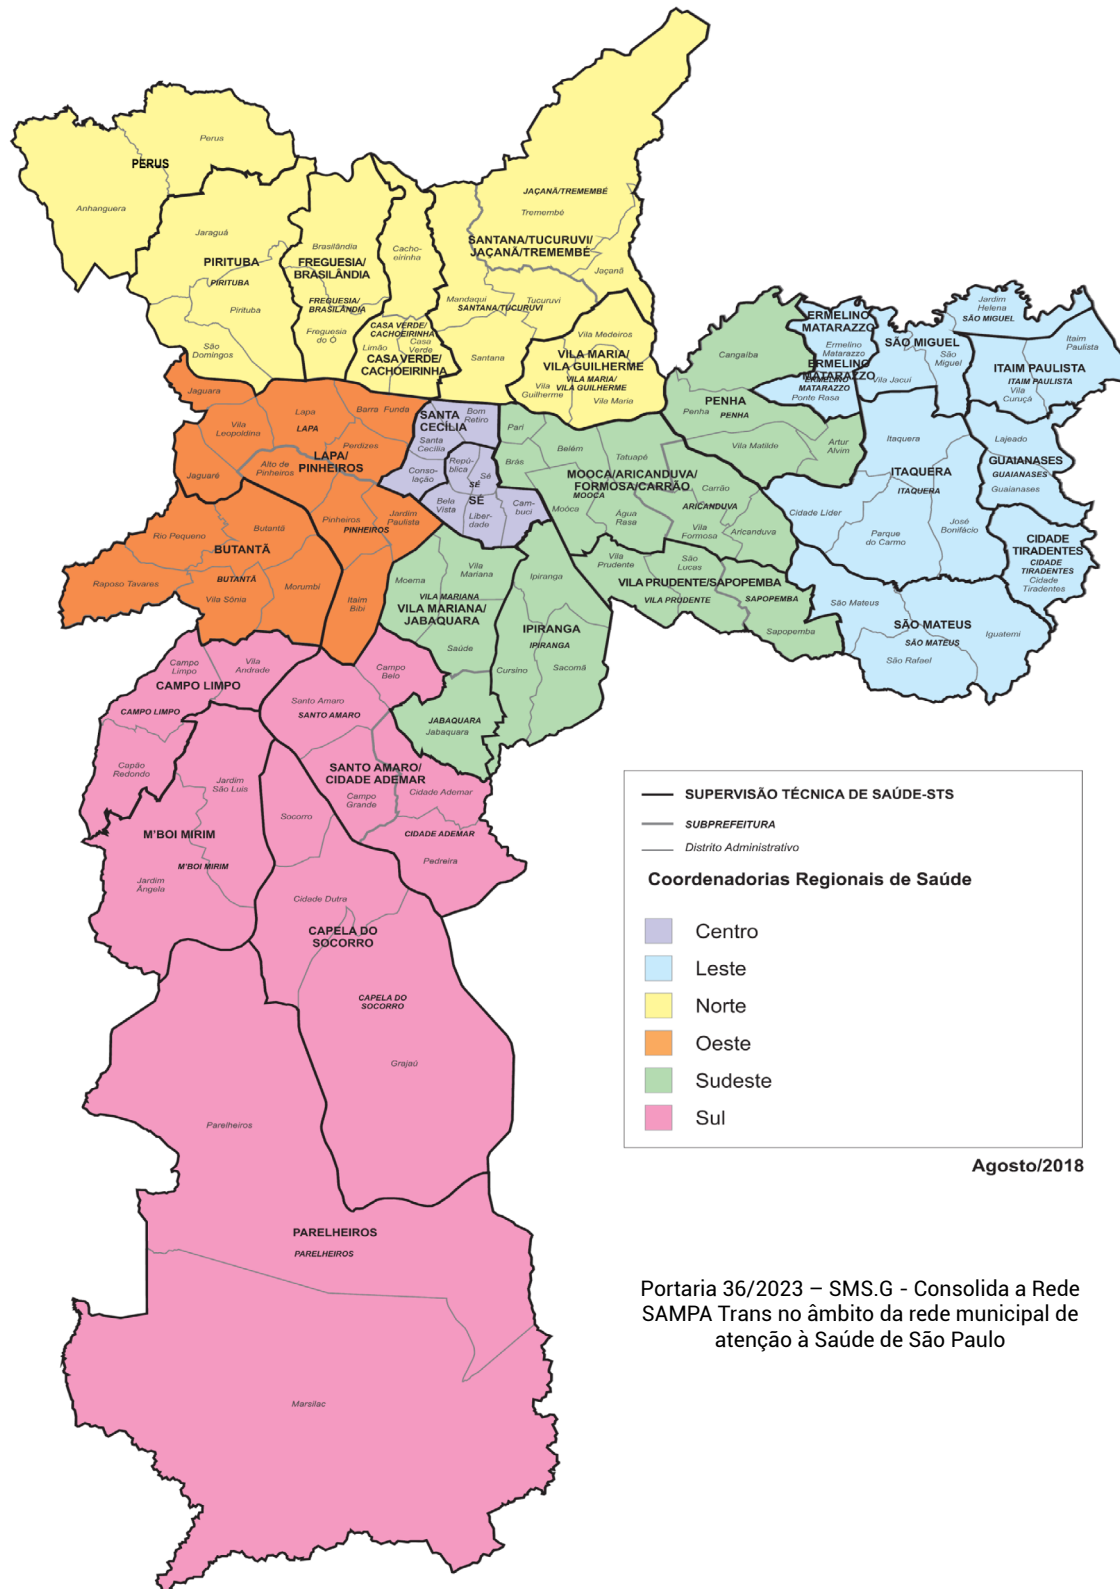 Perus
PERUS
Anhanguera
Jaraguá
PIRITUBA
PIRITUBA
Pirituba
São
Domingos
Brasilândia
FREGUESIA/
BRASILÂNDIA
FREGUESIA/
BRASILÂNDIA
Freguesia
do Ó
Cacho-
eirinha
CASA VERDE/
CACHOEIRINHA
Limão
Casa
Verde
CASA VERDE/
CACHOEIRINHA
JAÇANÃ/TREMEMBÉ
Tremembé
SANTANA/TUCURUVI/
JAÇANÃ/TREMEMBÉ
Jaçanã
Mandaqui
Tucuruvi
SANTANA/TUCURUVI
Santana
Vila Medeiros
VILA MARIA/
VILA GUILHERME
VILA MARIA/
VILA GUILHERME
Vila
Guilherme
Vila Maria
Cangaíba
PENHA
Penha
PENHA
Vila Matilde
Artur
Alvim
ERMELINO
MATARAZZO
Ermelino
Matarazzo
ERMELINO
MATARAZZO
ERMELINO
MATARAZZO
Ponte Rasa
Jardim
Helena
SÃO MIGUEL
SÃO MIGUEL
São
Miguel
Vila Jacuí
Itaim
Paulista
ITAIM PAULISTA
ITAIM PAULISTA
Vila
Curuçá
Lajeado
GUAIANASES
GUAIANASES
Guaianases
Itaquera
ITAQUERA
ITAQUERA
Cidade Líder
Parque
do Carmo
José
Bonifácio
CIDADE
TIRADENTES
CIDADE
TIRADENTES
Cidade
Tiradentes
São Mateus
SÃO MATEUS
SÃO MATEUS
Iguatemi
São Rafael
Jaguara
Vila
Leopoldina
Lapa
LAPA
Barra Funda
Perdizes
LAPA/
PINHEIROS
Jaguaré
Alto de
Pinheiros
Pinheiros
Jardim
Paulista
PINHEIROS
Itaim
Bibi
Rio Pequeno
Butantã
BUTANTÃ
BUTANTÃ
Raposo Tavares
Morumbi
Vila Sônia
SANTA
CECÍLIA
Bom
Retiro
Santa
Cecília
Conso-
lação
Repú-
blica
Sé
SÉ
SÉ
Bela
Vista
Liber-
dade
Cam-
buci
Pari
Brás
Belém
Tatuapé
MOOCA/ARICANDUVA/
FORMOSA/CARRÃO
MOOCA
Moóca
Água
Rasa
Carrão
ARICANDUVA
Vila
Formosa
Aricanduva
Vila
Prudente
São
Lucas
VILA PRUDENTE/SAPOPEMBA
VILA PRUDENTE
SAPOPEMBA
Sapopemba
Moema
Vila
Mariana
VILA MARIANA
VILA MARIANA/
JABAQUARA
Saúde
JABAQUARA
Jabaquara
Ipiranga
IPIRANGA
IPIRANGA
Cursino
Sacomã
Campo
Limpo
Vila
Andrade
CAMPO LIMPO
CAMPO LIMPO
Capão
Redondo
Campo
Belo
Santo Amaro
SANTO AMARO
SANTO AMARO/
CIDADE ADEMAR
Campo
Grande
Cidade Ademar
CIDADE ADEMAR
Pedreira
Jardim
São Luis
M'BOI MIRIM
M'BOI MIRIM
Jardim
Ângela
Socorro
Cidade Dutra
CAPELA DO
SOCORRO
CAPELA DO
SOCORRO
Grajaú
Parelheiros
PARELHEIROS
PARELHEIROS
Marsilac
SUPERVISÃO TÉCNICA DE SAÚDE-STS
SUBPREFEITURA
Distrito Administrativo
Coordenadorias Regionais de Saúde
Centro
Leste
Norte
Oeste
Sudeste
Sul
Agosto/2018
Portaria 36/2023 – SMS.G - Consolida a Rede
SAMPA Trans no âmbito da rede municipal de
atenção à Saúde de São Paulo